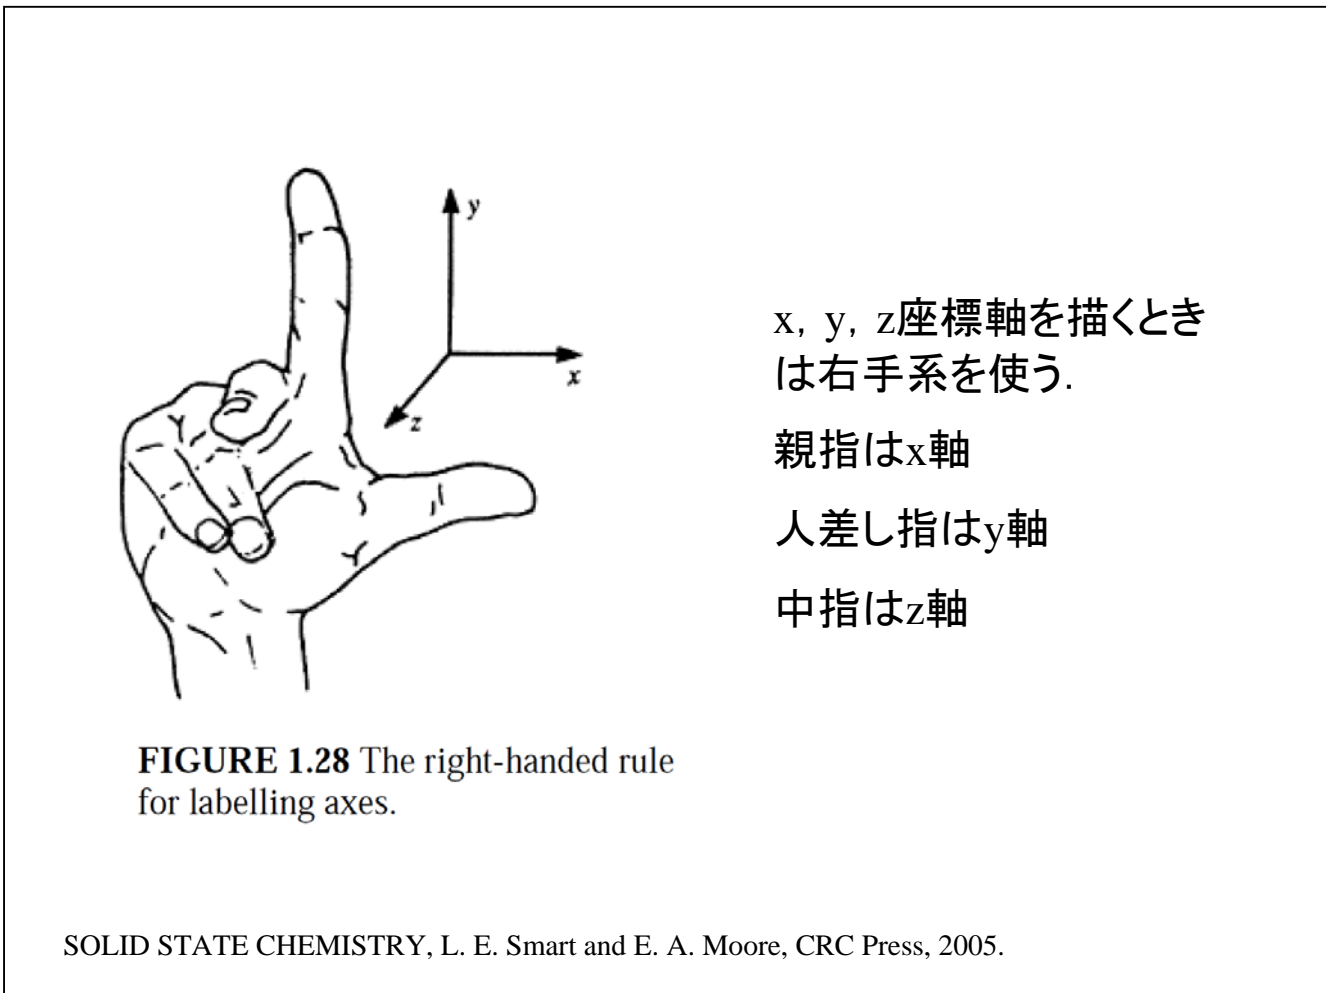 y
x
z
x, y, z座標軸を描くとき
は右手系を使う.
親指はx軸
人差し指はy軸
中指はz軸
FIGURE 1.28 The right-handed rule
for labelling axes.
SOLID STATE CHEMISTRY, L. E. Smart and E. A. Moore, CRC Press, 2005.